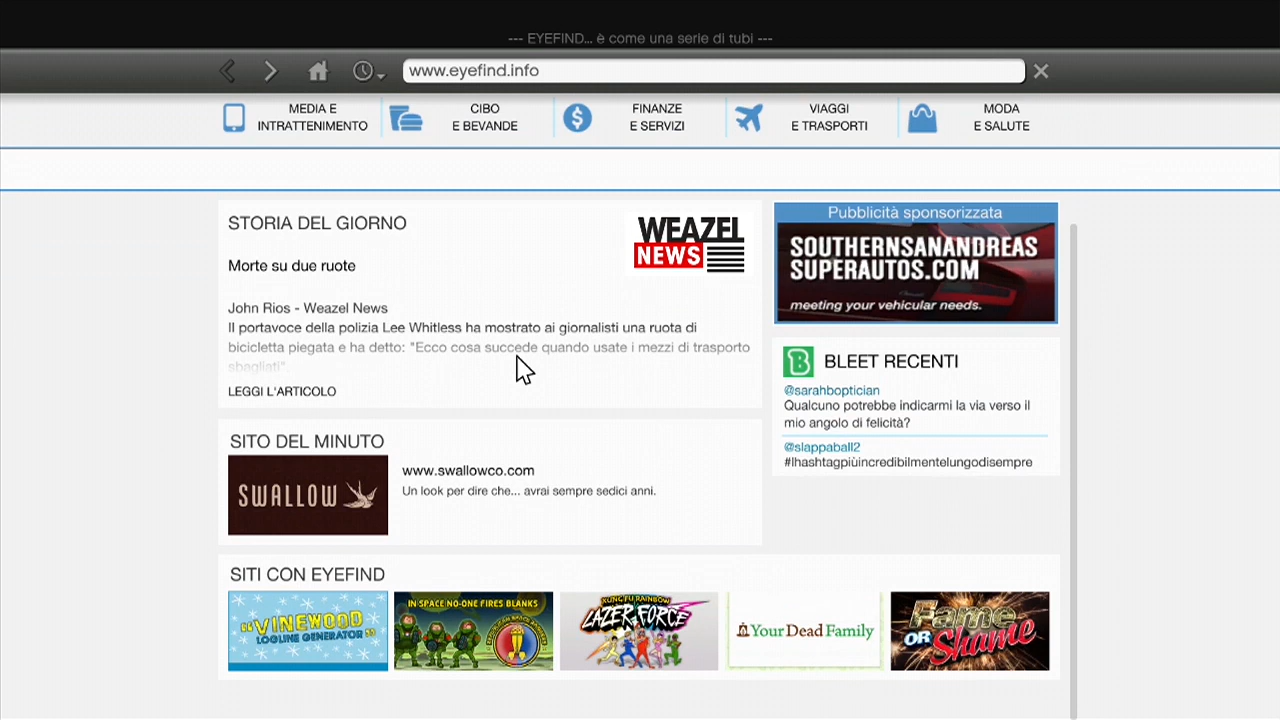 --- EYEFIND... è come una serie di tubi ---
www.eyefind.info
MEDIA E
INTRATTENIMENTO
CIBO
E BEVANDE
FINANZE
E SERVIZI
VIAGGI
E TRASPORTI
MODA
E SALUTE
STORIA DEL GIORNO
WEAZEL
NEWS
Morte su due ruote
John Rios - Weazel News
Il portavoce della polizia Lee Whitless ha mostrato ai giornalisti una ruota di
bicicletta piegata e ha detto: "Ecco cosa succede quando usate i mezzi di trasporto
sbagliati".
LEGGI L'ARTICOLO
Pubblicità sponsorizzata
SOUTHERNSANANDREAS
SUPERAUTOS.COM
meeting your vehicular needs.
BLEET RECENTI
@sarahboptician
Qualcuno potrebbe indicarmi la via verso il
mio angolo di felicità?
@slappaball2
#lhashtagpiùincredibilmentelungodisempre
SITO DEL MINUTO
SWALLOW
www.swallowco.com
Un look per dire che... avrai sempre sedici anni.
SITI CON EYEFIND
"VINEWOOD
LOGLINE GENERATOR"
IN SPACE NO-ONE FIRES BLANKS
KUNG FU RAINBOW
LAZER FORCE
Your Dead Family
Fame
OR Shame